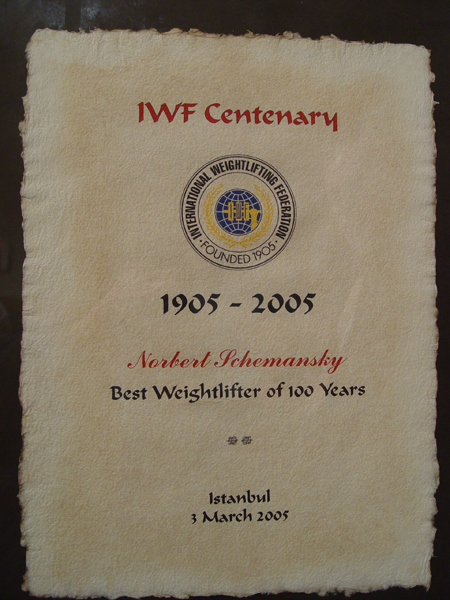 IWF Centenary
INTERNATIONAL WEIGHTLIFTING FEDERATION
· FOUNDED 1905 ·
1905 - 2005
Norbert Schemansky
Best Weightlifter of 100 Years
Istanbul
3 March 2005